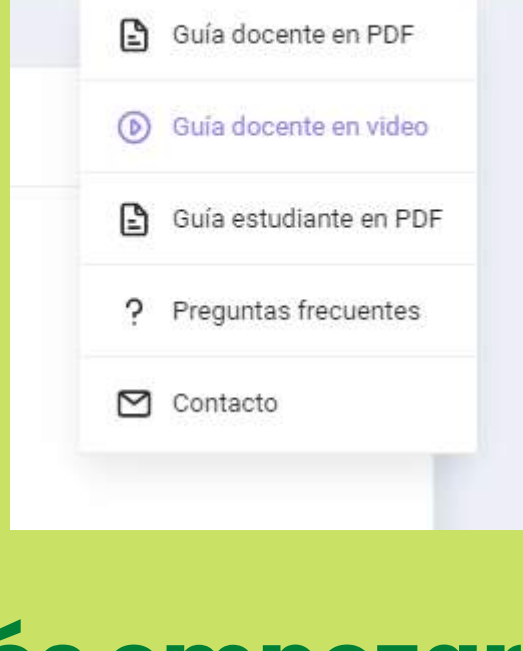 Guía docente en PDF
Guía docente en video
Guía estudiante en PDF
Preguntas frecuentes
Contacto